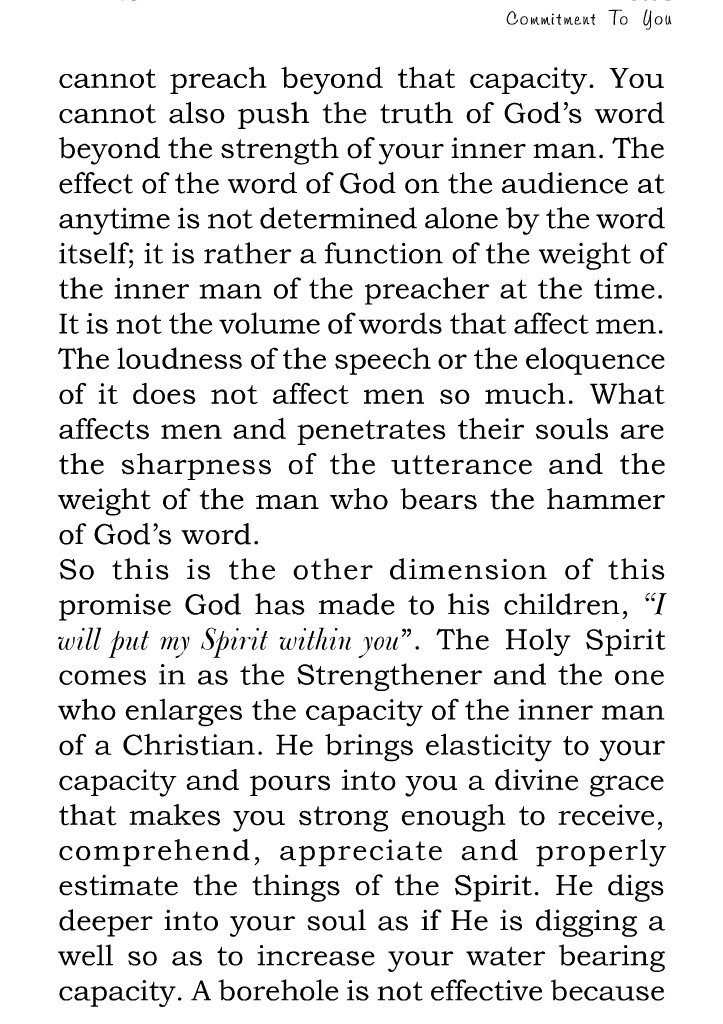 Commitment To You
cannot preach beyond that capacity. You
cannot also push the truth of God's word
beyond the strength of your inner man. The
effect of the word of God on the audience at
anytime is not determined alone by the word
itself; it is rather a function of the weight of
the inner man of the preacher at the time.
It is not the volume of words that affect men.
The loudness of the speech or the eloquence
of it does not affect men so much. What
affects men and penetrates their souls are
the sharpness of the utterance and the
weight of the man who bears the hammer
of God's word.
So this is the other dimension of this
promise God has made to his children, “I
will put my Spirit within you”. The Holy Spirit
comes in as the Strengthener and the one
who enlarges the capacity of the inner man
of a Christian. He brings elasticity to your
capacity and pours into you a divine grace
that makes you strong enough to receive,
comprehend, appreciate and properly
estimate the things of the Spirit. He digs
deeper into your soul as if He is digging a
well so as to increase your water bearing
capacity. A borehole is not effective because